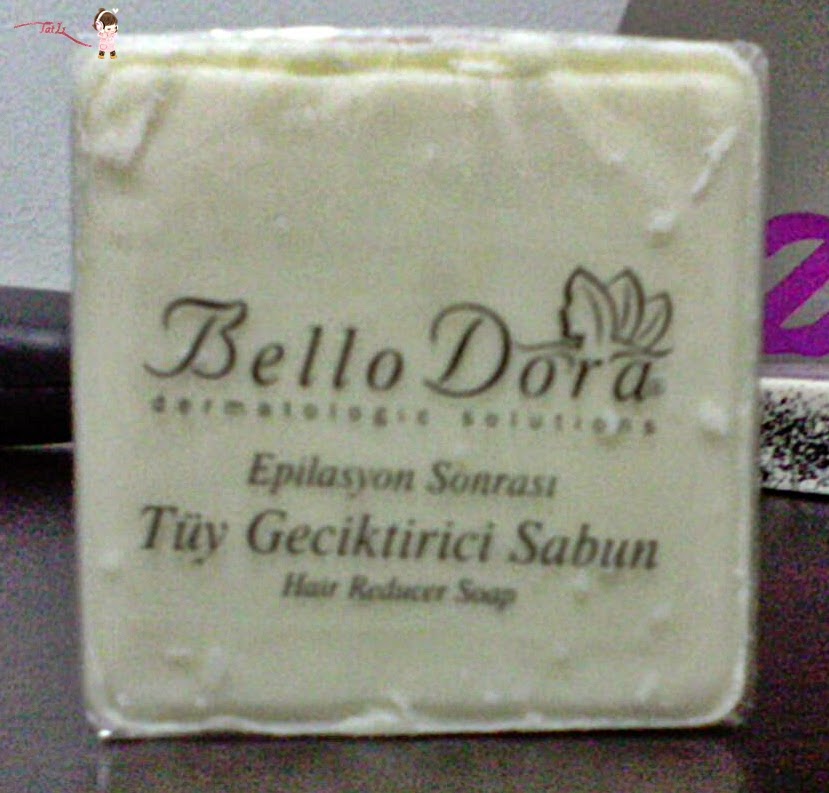 Bello Dora
dermatologic solutions
Epilasyon Sonrası
Tüy Geciktirici Sabun
Hair Reducer Soap